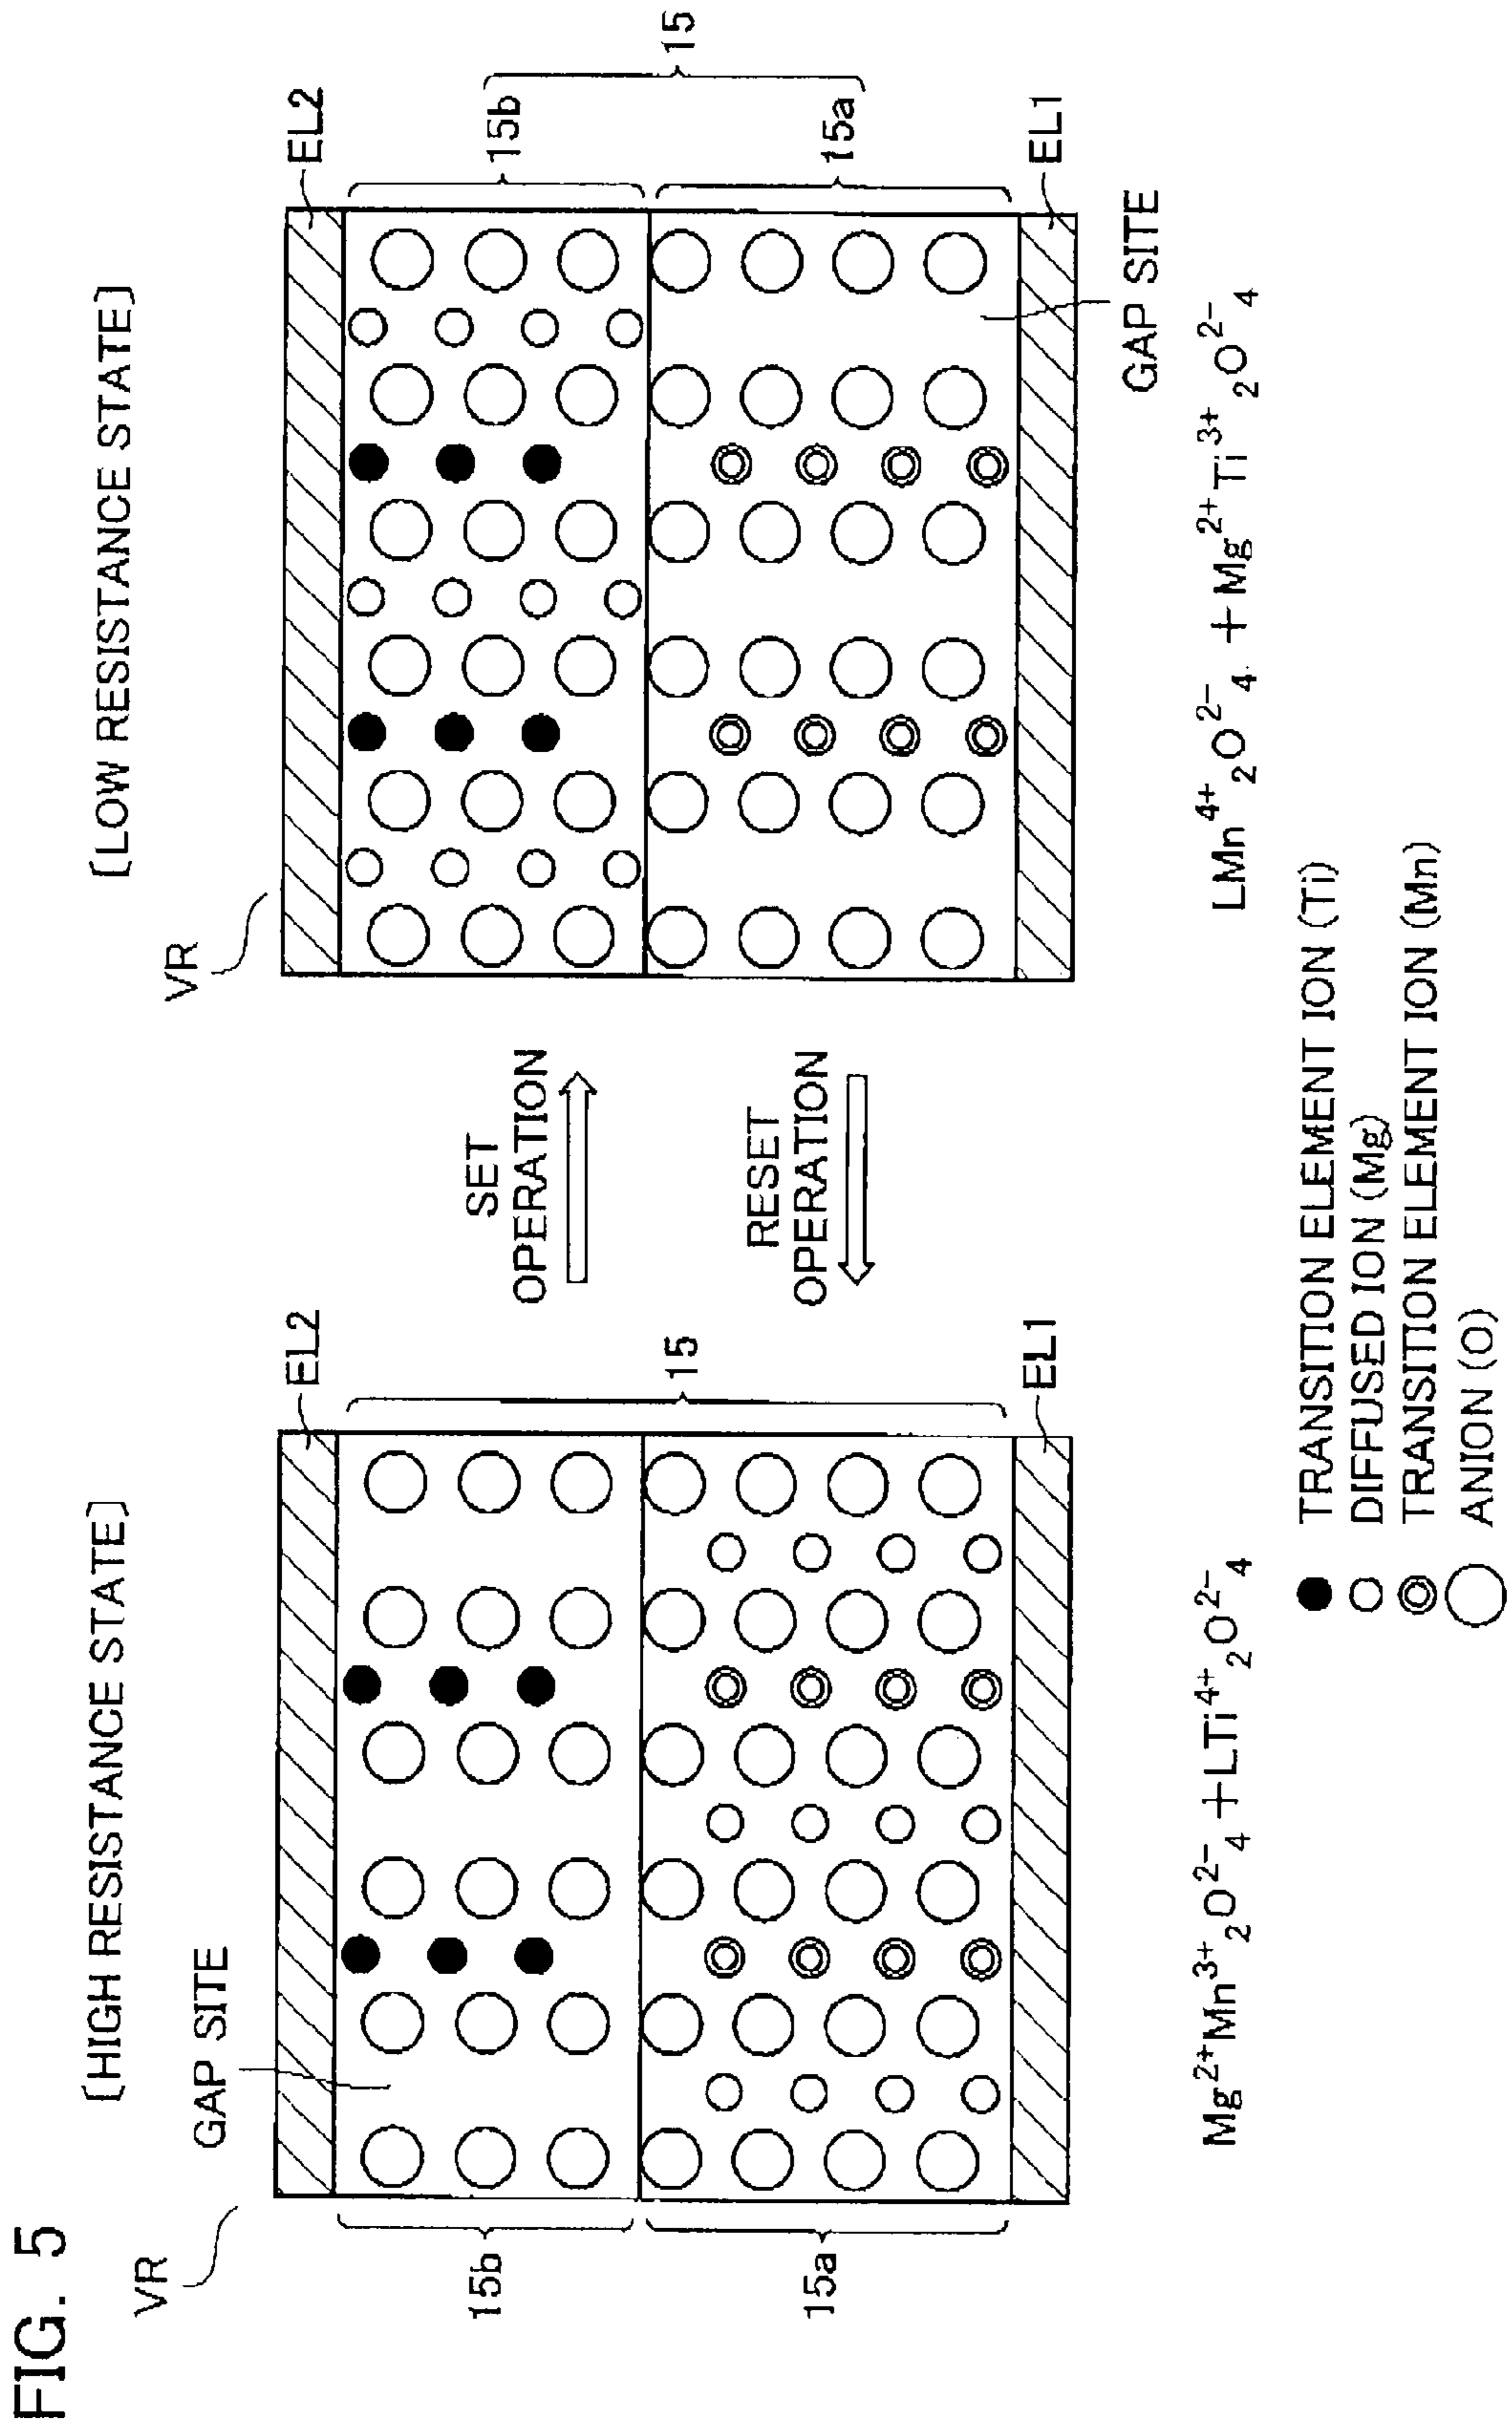 FIG. 5
[HIGH RESISTANCE STATE]
VR
GAP SITE
EL2
15b
15a
15
EL1
Mg2+Mn3+2O2-4+LTi4+2O2-4
SET
OPERATION
RESET
OPERATION
[LOW RESISTANCE STATE]
VR
EL2
15b
15a
15
EL1
GAP SITE
LMn4+2O2-4+Mg2+Ti3+2O2-4
TRANSITION ELEMENT ION (Ti)
DIFFUSED ION (Mg)
TRANSITION ELEMENT ION (Mn)
ANION (O)